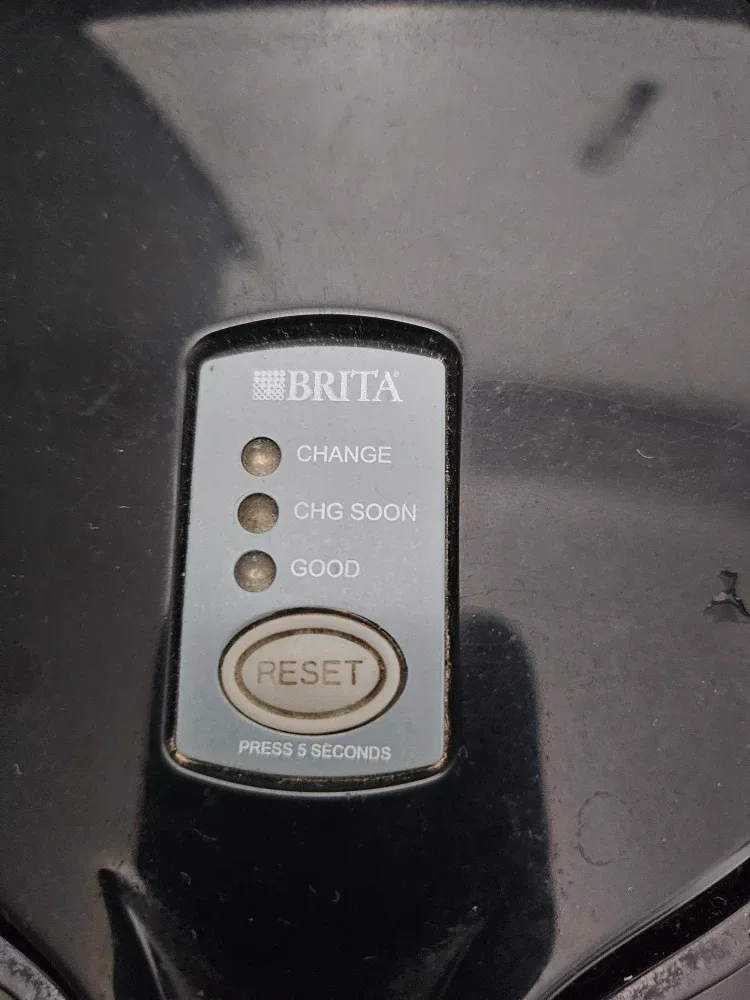 BRITA®
CHANGE
CHG SOON
GOOD
RESET
PRESS 5 SECONDS